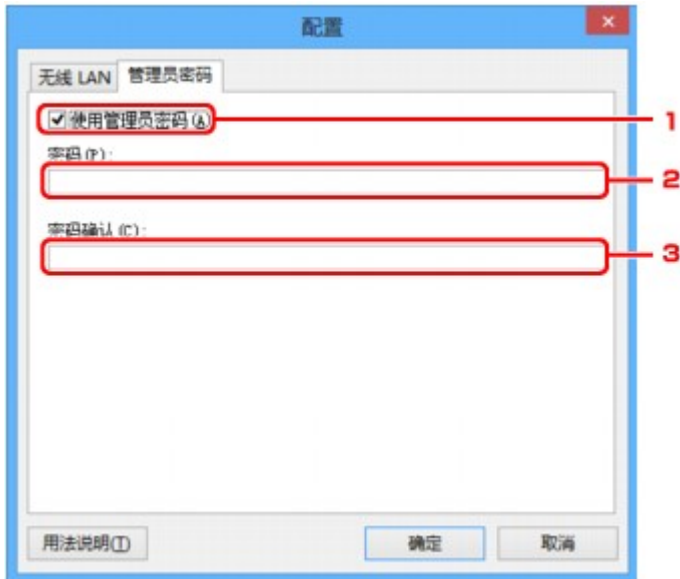 配置
无线 LAN 管理员密码
使用管理员密码(A) 1
密码(P):
2
密码确认(C):
3
用法说明(I) 确定 取消